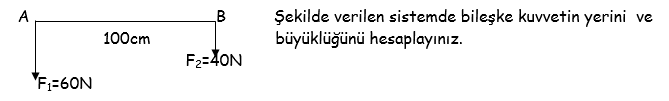 A B
100cm
F₂=40N
F₁=60N
Şekilde verilen sistemde bileşke kuvvetin yerini ve
büyüklüğünü hesaplayınız.